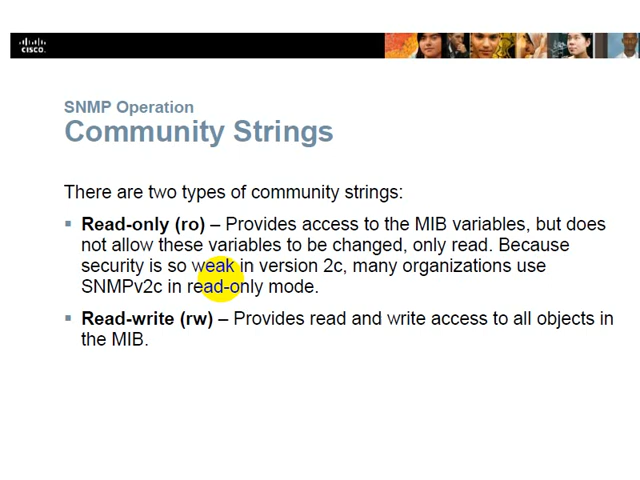 CISCO
SNMP Operation
Community Strings
There are two types of community strings:
▪ Read-only (ro) – Provides access to the MIB variables, but does
not allow these variables to be changed, only read. Because
security is so weak in version 2c, many organizations use
SNMPv2c in read-only mode.
▪ Read-write (rw) – Provides read and write access to all objects in
the MIB.